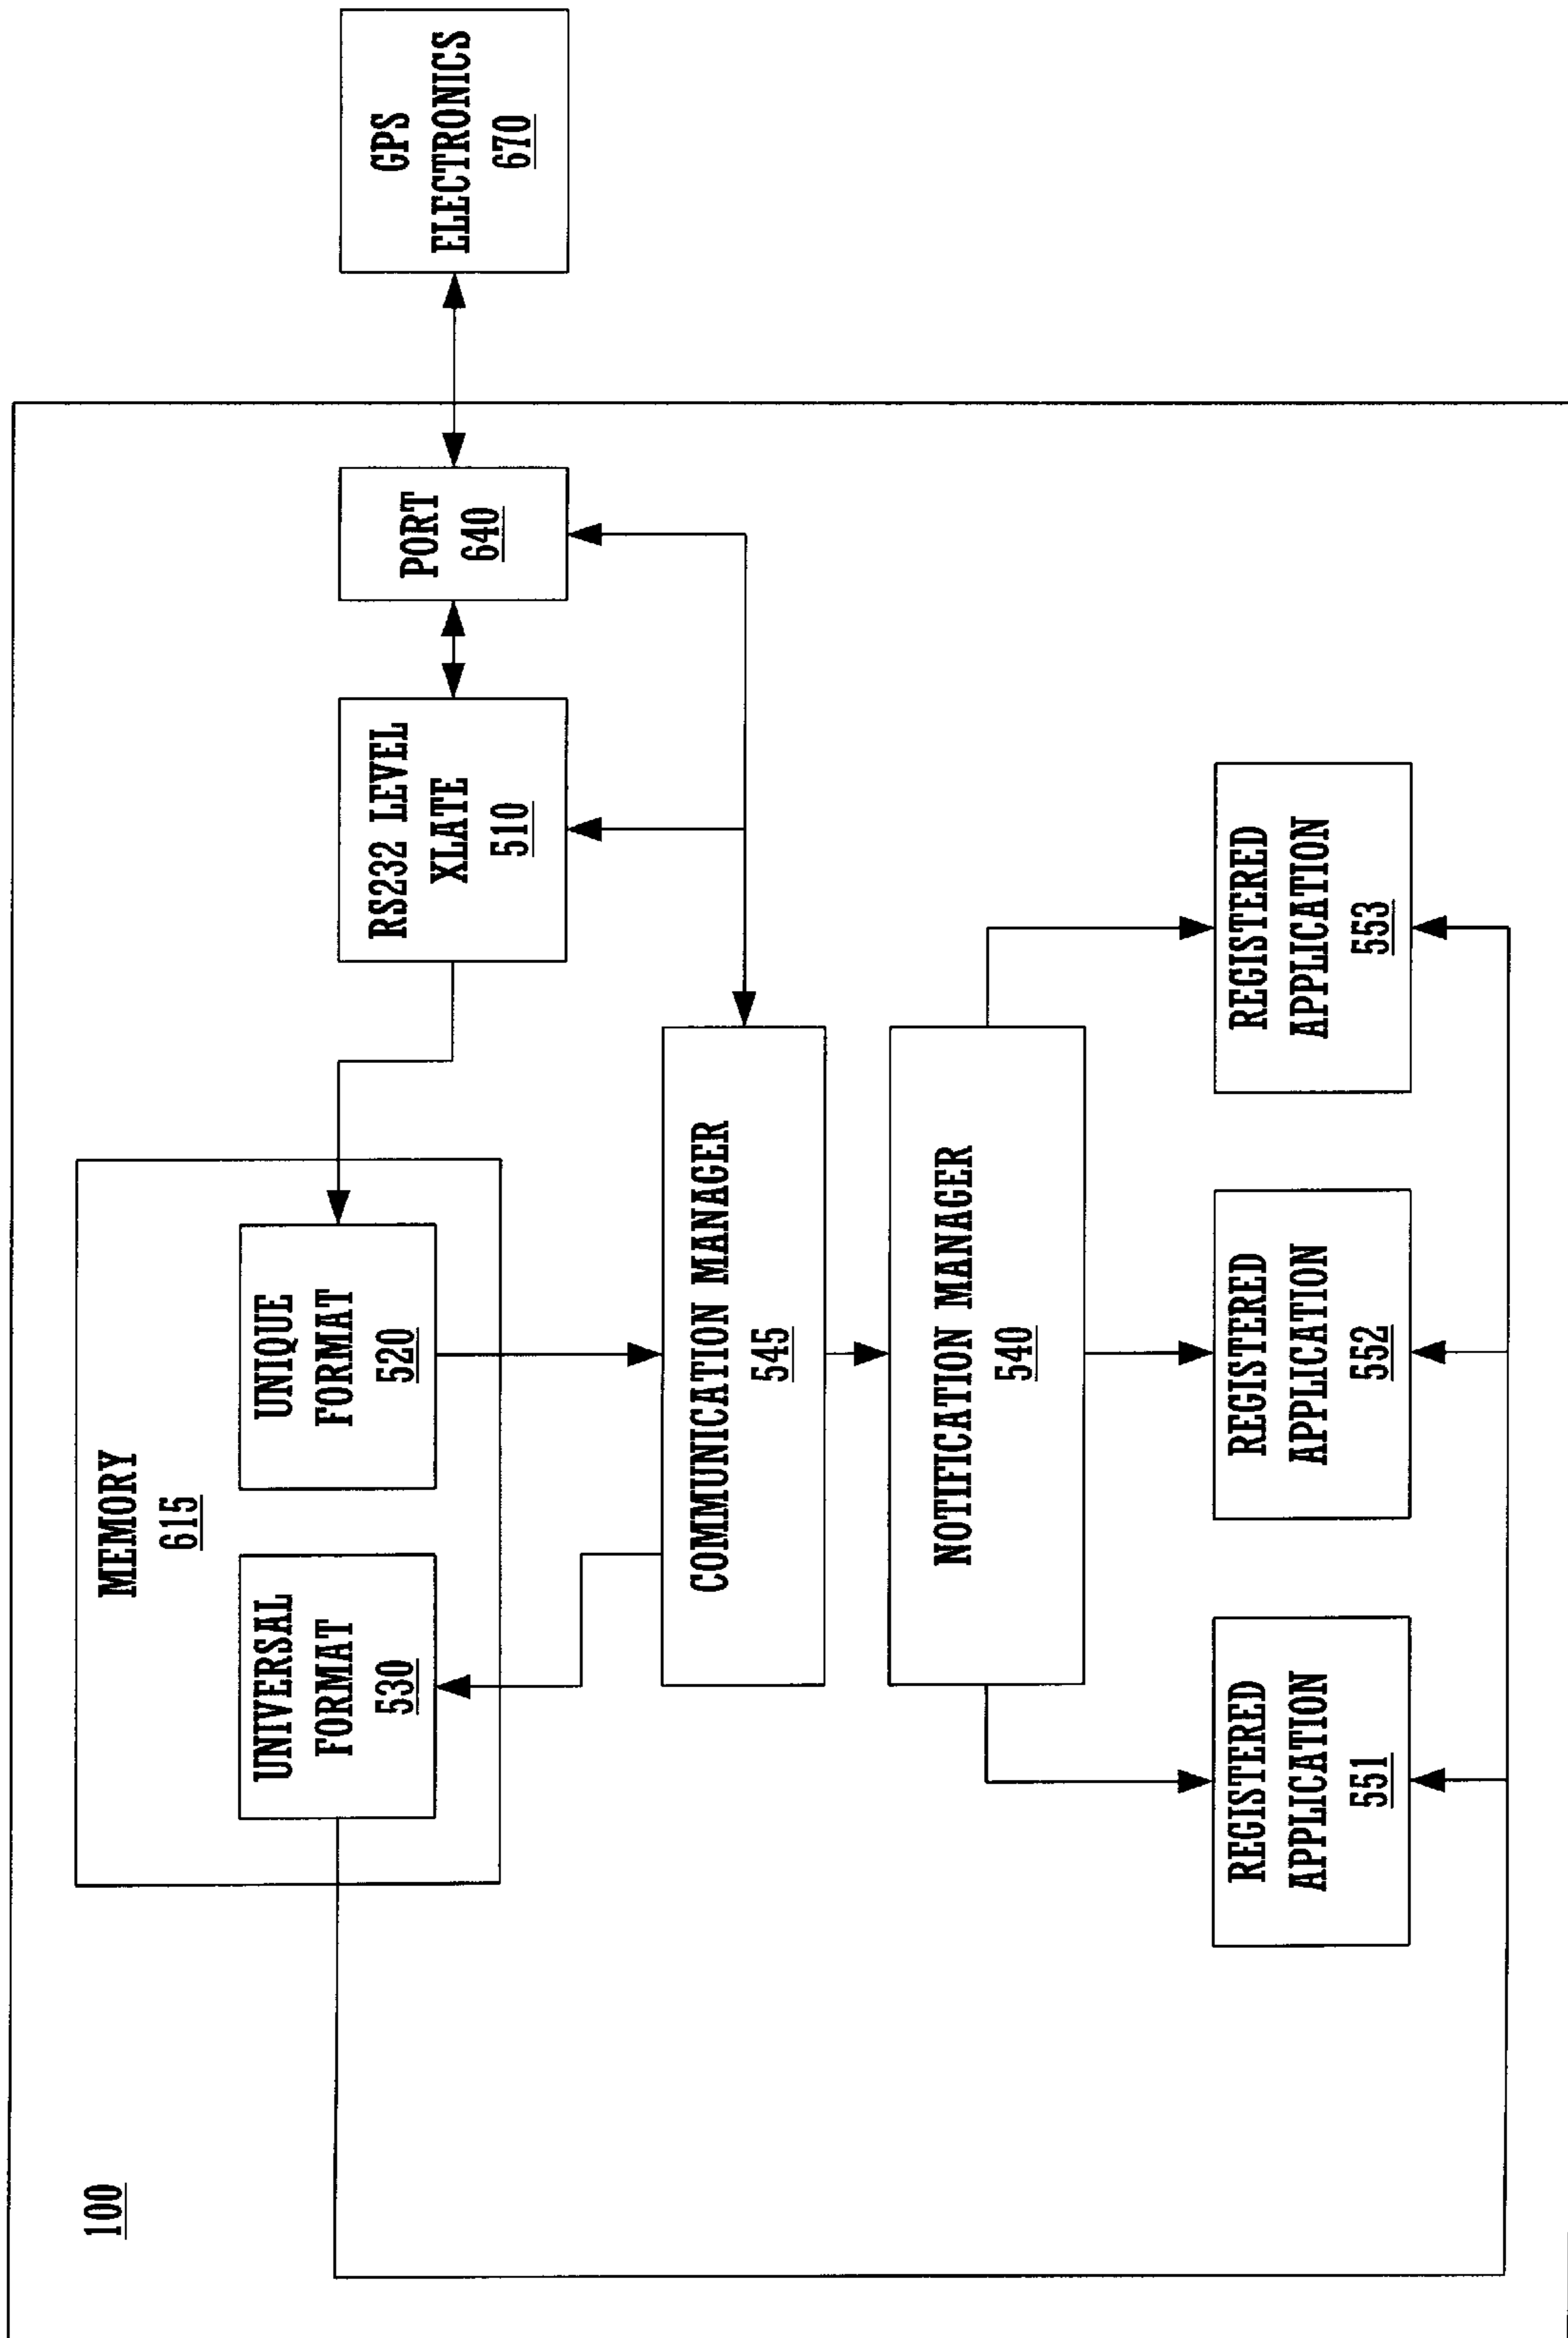 100
MEMORY
615
UNIVERSAL
FORMAT
530
UNIQUE
FORMAT
520
RS232 LEVEL
XLATE
510
PORT
640
GPS
ELECTRONICS
670
COMMUNICATION MANAGER
545
NOTIFICATION MANAGER
540
REGISTERED
APPLICATION
551
REGISTERED
APPLICATION
552
REGISTERED
APPLICATION
553